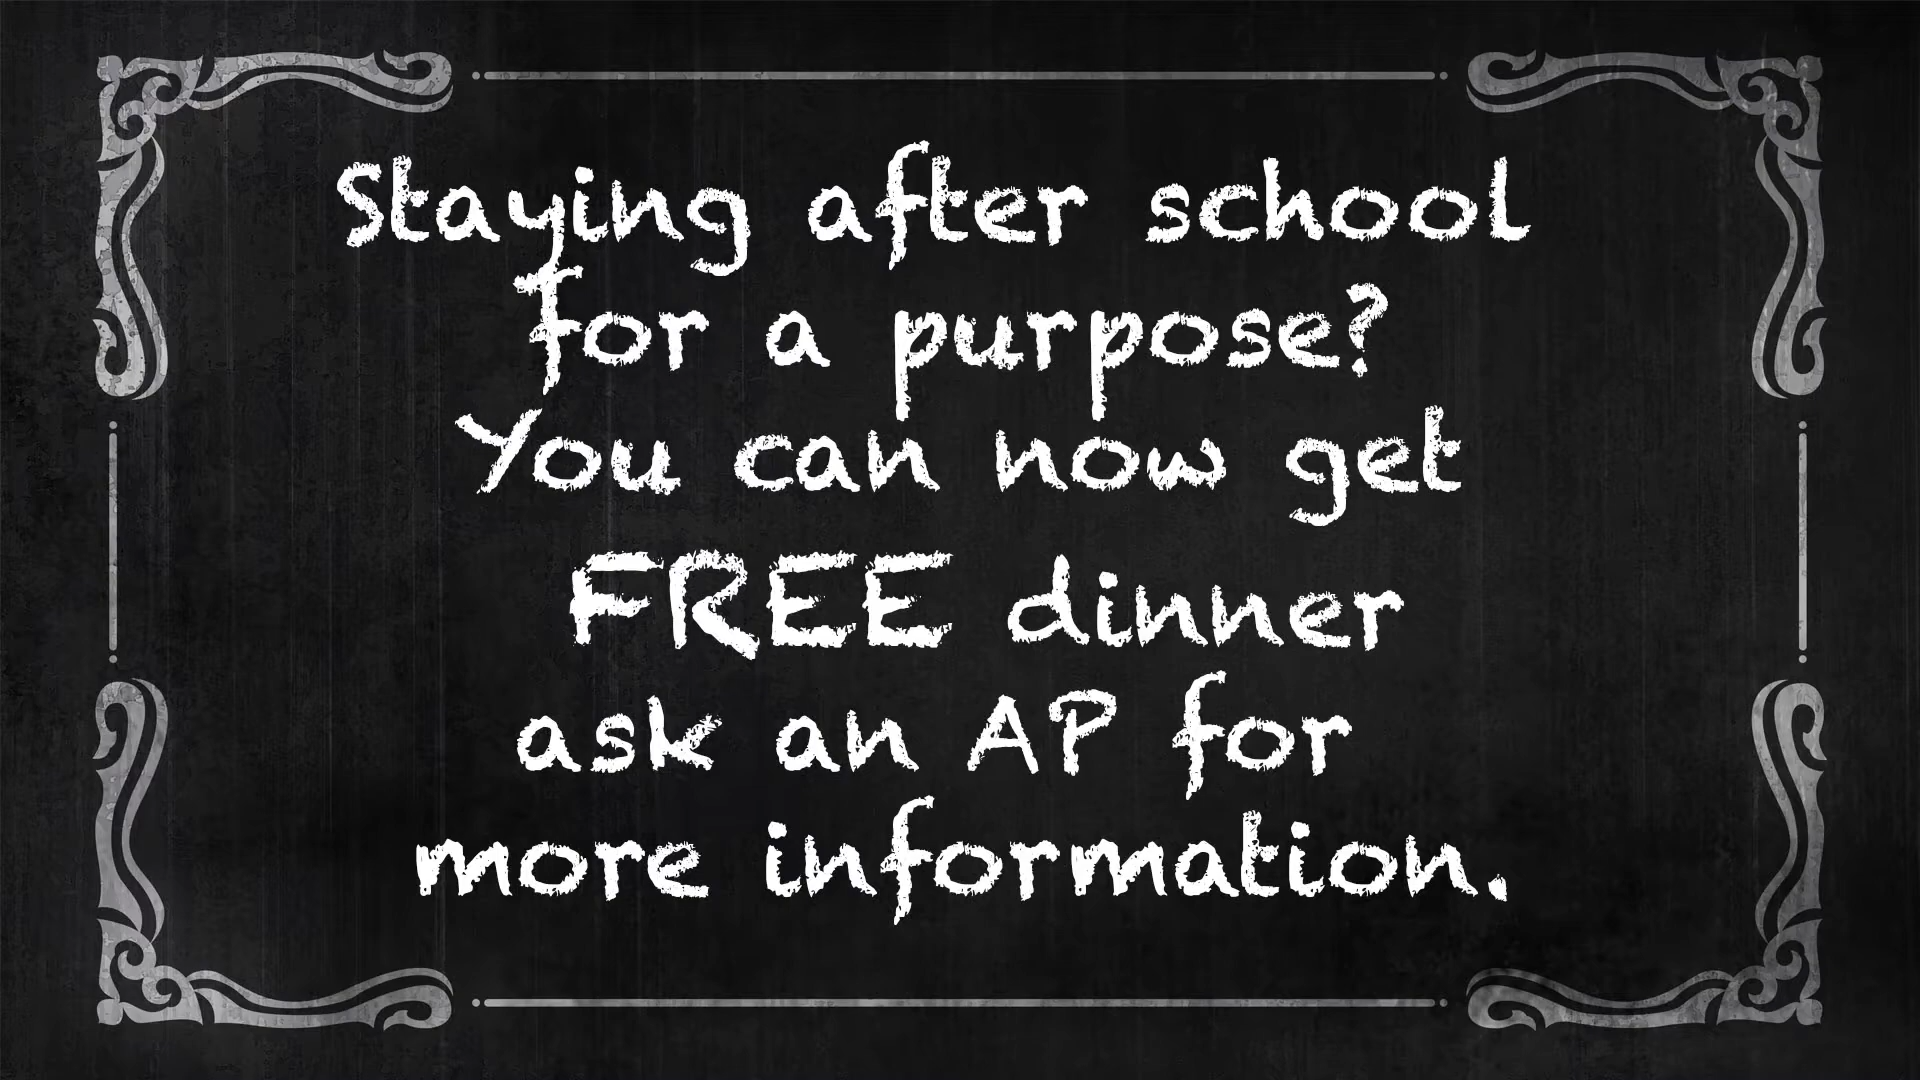 Staying after school
for a purpose?
You can now get
FREE dinner
ask an AP for
more information.